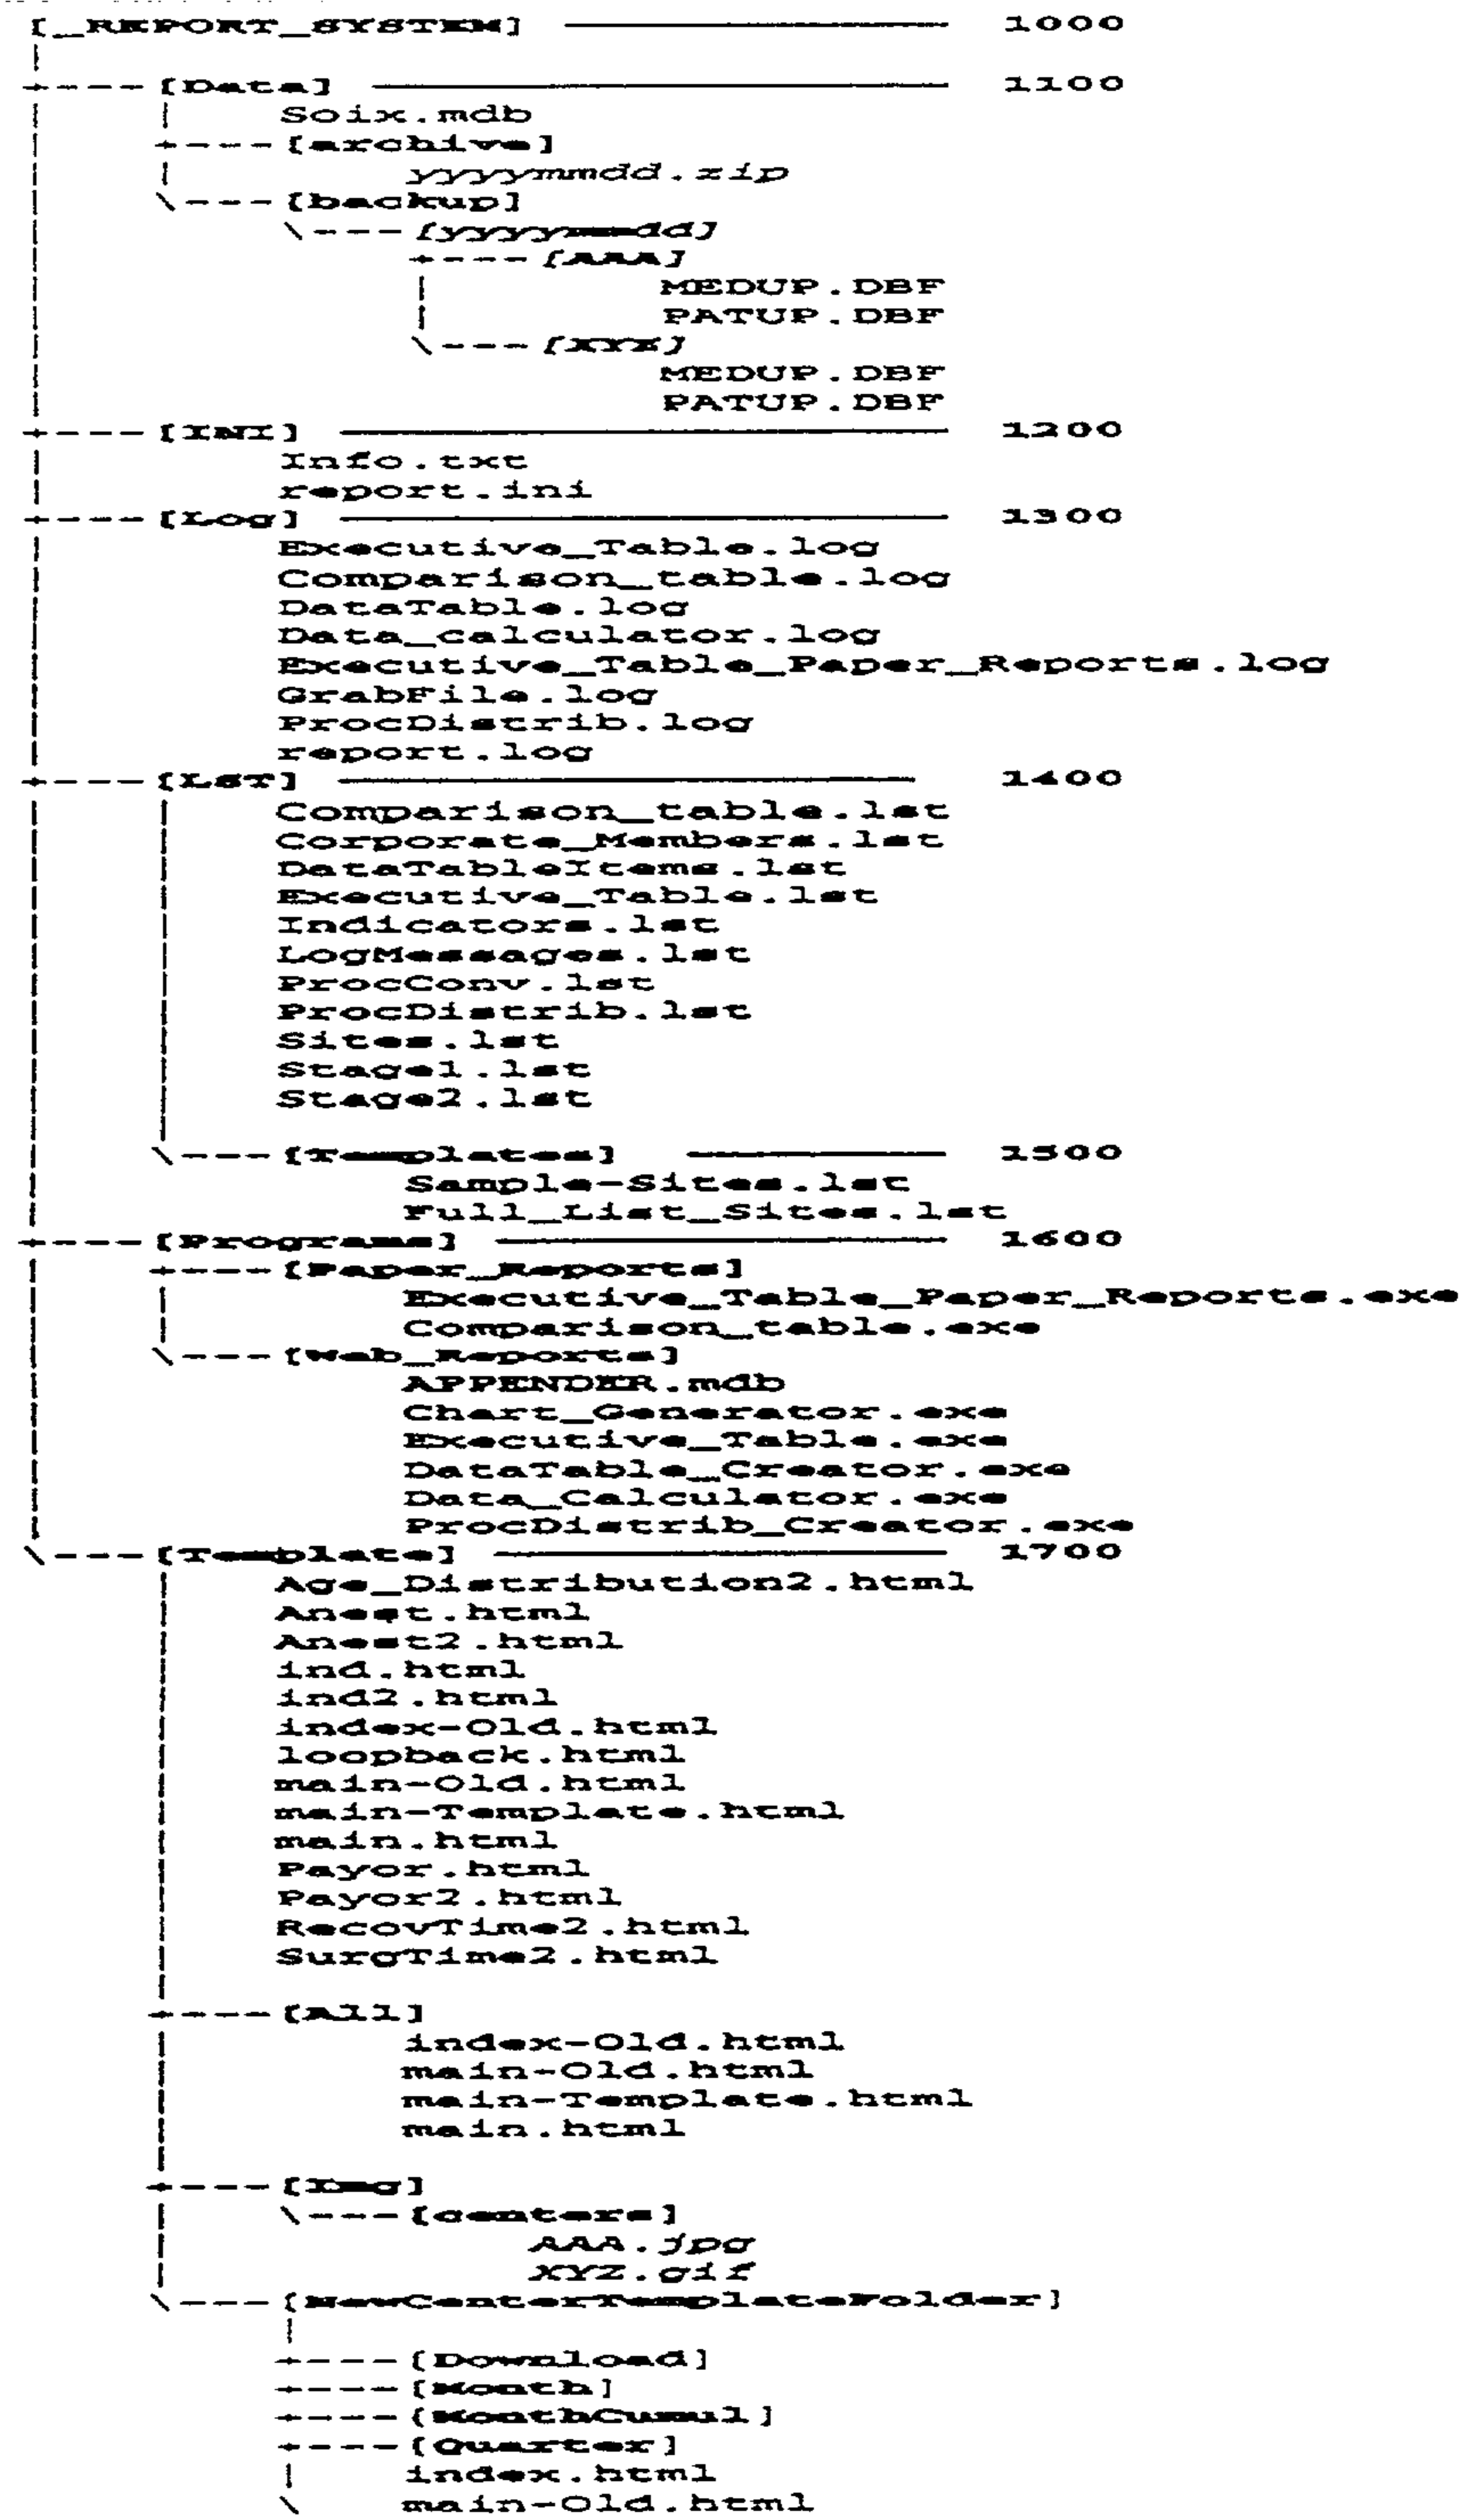 [_REPORT_SYSTEM] 1000
[Data] 1100
Soix.mdb
[archive]
yyyymmdd.zip
[backup]
[yyyymmdd]
[AAA]
MEDUP.DBF
PATUP.DBF
[XYZ]
MEDUP.DBF
PATUP.DBF
[INI] 1200
Info.txt
report.ini
[Log] 1300
Executive_Table.log
Comparison_table.log
DataTable.log
Data_calculator.log
Executive_Table_Paper_Reports.log
GrabFile.log
ProcDistrib.log
report.log
[LST] 1400
Comparison_table.lst
Corporate_Members.lst
DataTableItems.lst
Executive_Table.lst
Indicators.lst
LogMessages.lst
ProcConv.lst
ProcDistrib.lst
Sites.lst
Stage1.lst
Stage2.lst
[Templates] 1500
Sample-Sites.lst
Full_List_Sites.lst
[Programs] 1600
[Paper_Reports]
Executive_Table_Paper_Reports.exe
Comparison_table.exe
[Web_Reports]
APPENDER.mdb
Chart_Generator.exe
Executive_Table.exe
DataTable_Creator.exe
Data_Calculator.exe
ProcDistrib_Creator.exe
[Template] 1700
Age_Distribution2.html
Anest.html
Anest2.html
ind.html
ind2.html
index-Old.html
loopback.html
main-Old.html
main-Template.html
main.html
Payor.html
Payor2.html
RecovTime2.html
SurgTime2.html
[All]
index-Old.html
main-Old.html
main-Template.html
main.html
[Img]
[centers]
AAA.jpg
XYZ.gif
[NewCenterTemplateFolder]
[Download]
[Month]
[MonthCumul]
[Quarter]
index.html
main-Old.html